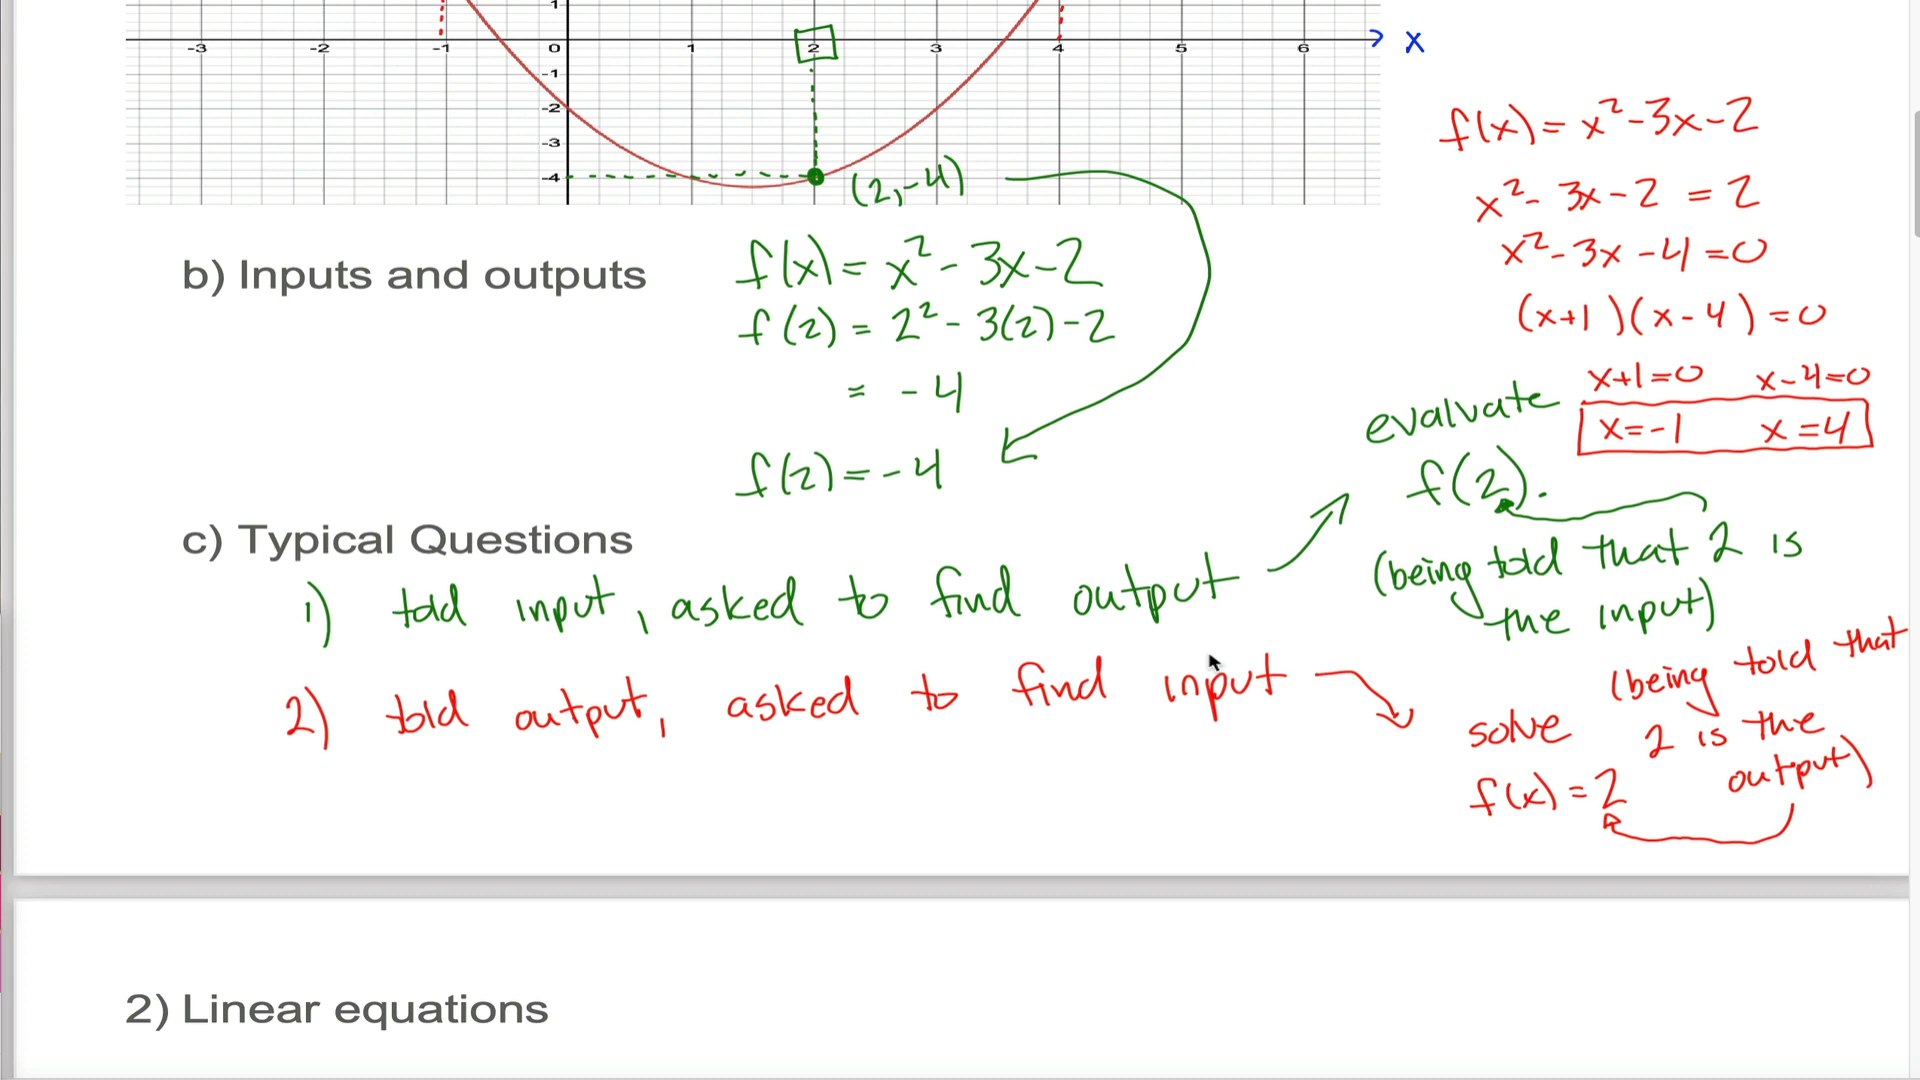 1
-3 -2 -1 0 1 2 3 4 5 6 x
-1
-2
-3
-4
(2,-4)
f(x) = x²-3x-2
x²-3x-2 = 2
x²-3x-4=0
(x+1)(x-4)=0
x+1=0 x-4=0
x=-1 x=4
b) Inputs and outputs
f(x) = x²-3x-2
f(2) = 2²-3(2)-2
= -4
f(2)=-4
evaluate
f(2).
(being told that 2 is
the input)
c) Typical Questions
1) told input, asked to find output
2) told output, asked to find input
solve
f(x)=2
(being told that
2 is the
output)
2) Linear equations